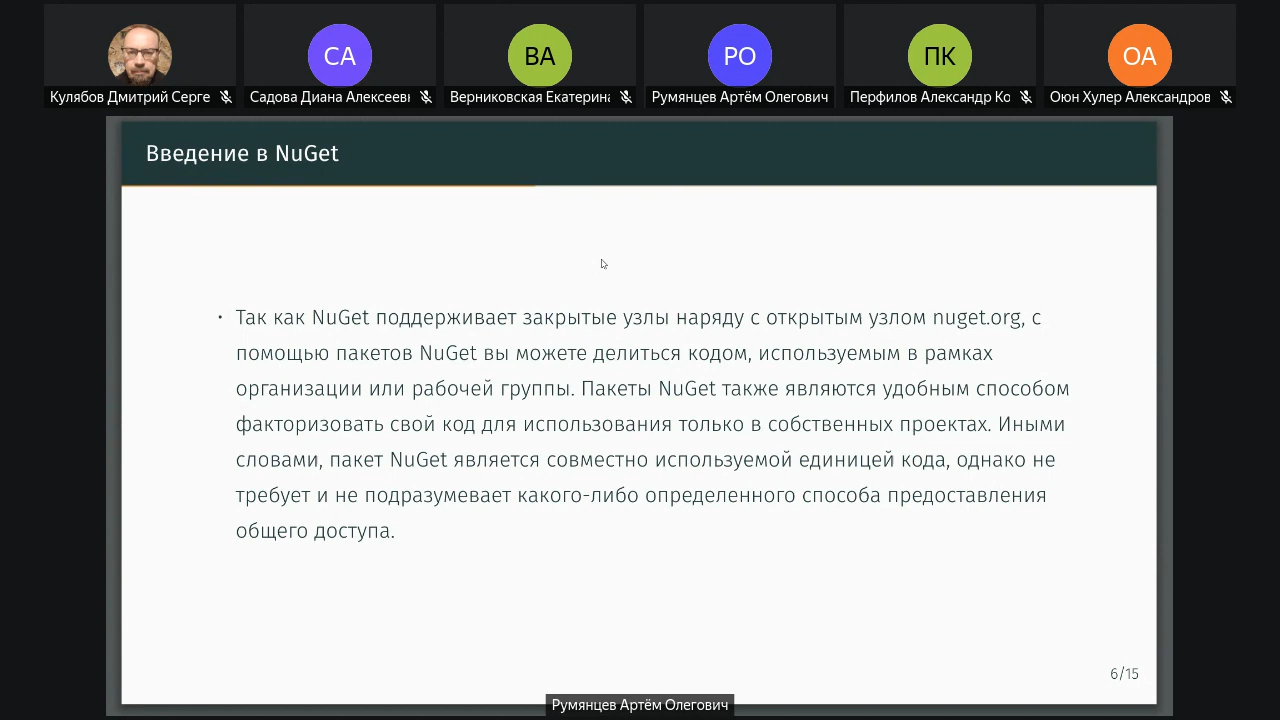 СА
ВА
РО
ПК
ОА
Кулябов Дмитрий Серге
Садова Диана Алексеевн
Верниковская Екатерина
Румянцев Артём Олегович
Перфилов Александр Ко
Оюн Хулер Александров
Введение в NuGet
• Так как NuGet поддерживает закрытые узлы наряду с открытым узлом nuget.org, с
помощью пакетов NuGet вы можете делиться кодом, используемым в рамках
организации или рабочей группы. Пакеты NuGet также являются удобным способом
факторизовать свой код для использования только в собственных проектах. Иными
словами, пакет NuGet является совместно используемой единицей кода, однако не
требует и не подразумевает какого-либо определенного способа предоставления
общего доступа.
6/15
Румянцев Артём Олегович